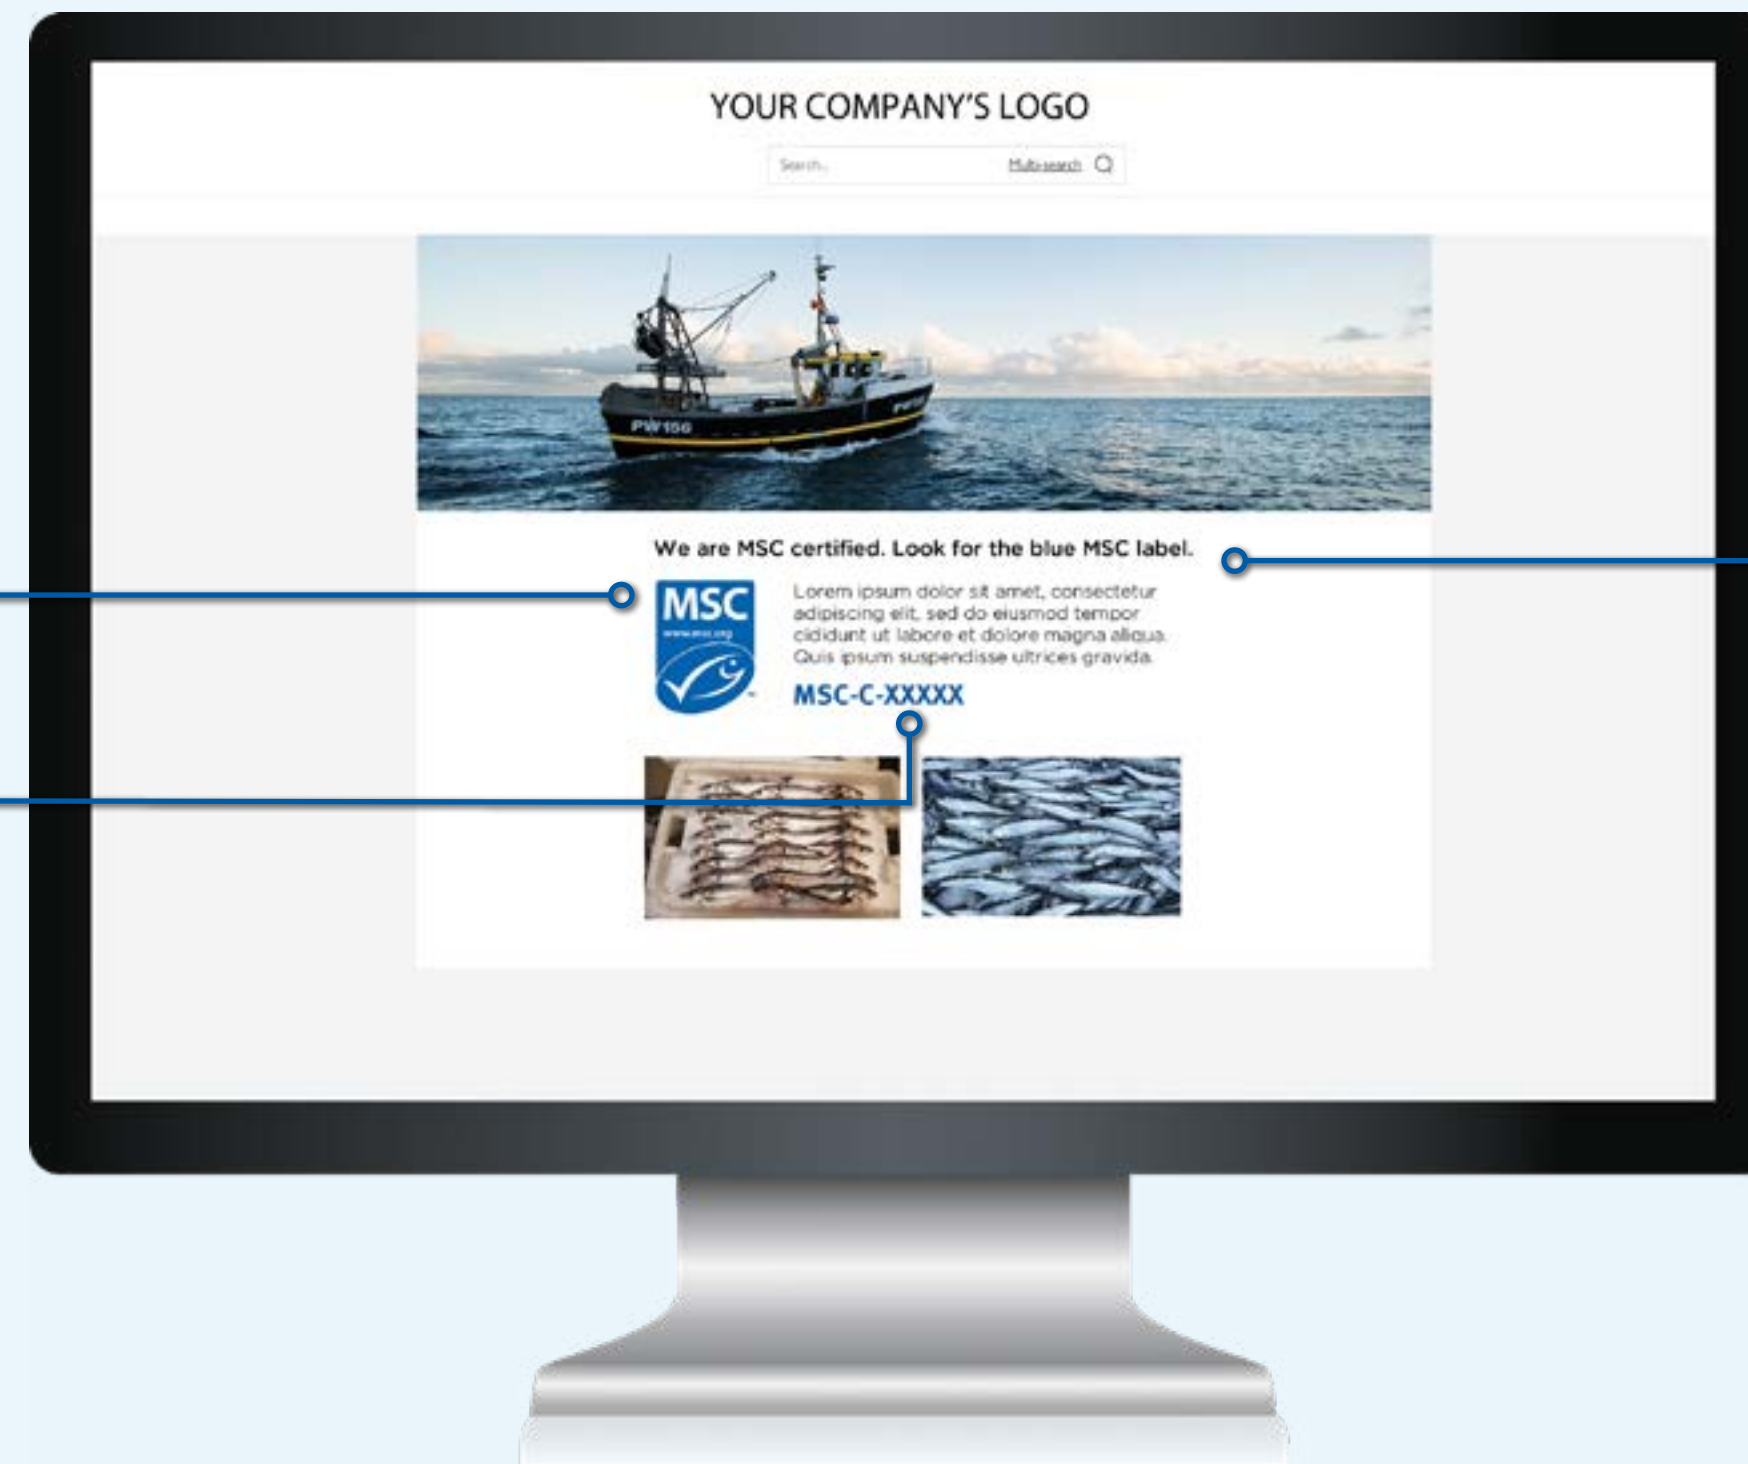 YOUR COMPANY'S LOGO
Search... Multi-search
PW156
We are MSC certified. Look for the blue MSC label.
MSC
www.msc.org
™
Lorem ipsum dolor sit amet, consectetur
adipiscing elit, sed do eiusmod tempor
cididunt ut labore et dolore magna aliqua.
Quis ipsum suspendisse ultrices gravida.
MSC-C-XXXXX